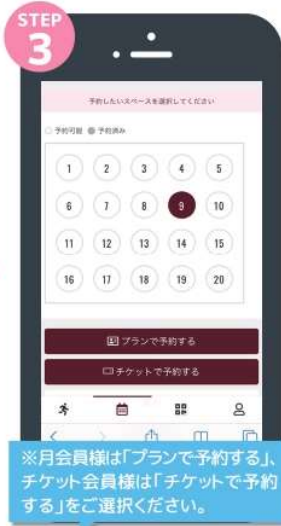 STEP
3
予約したいスペースを選択してください
予約可能 予約済み
1 2 3 4 5
6 7 8 9 10
11 12 13 14 15
16 17 18 19 20
プランで予約する
チケットで予約する
※月会員様は「プランで予約する」、
チケット会員様は「チケットで予約
する」をご選択ください。